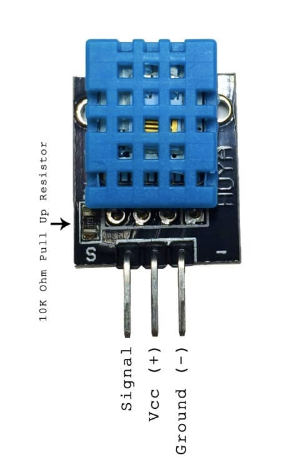 10K Ohm Pull Up Resistor
HUYA
S
-
Signal
Vcc (+)
Ground (-)